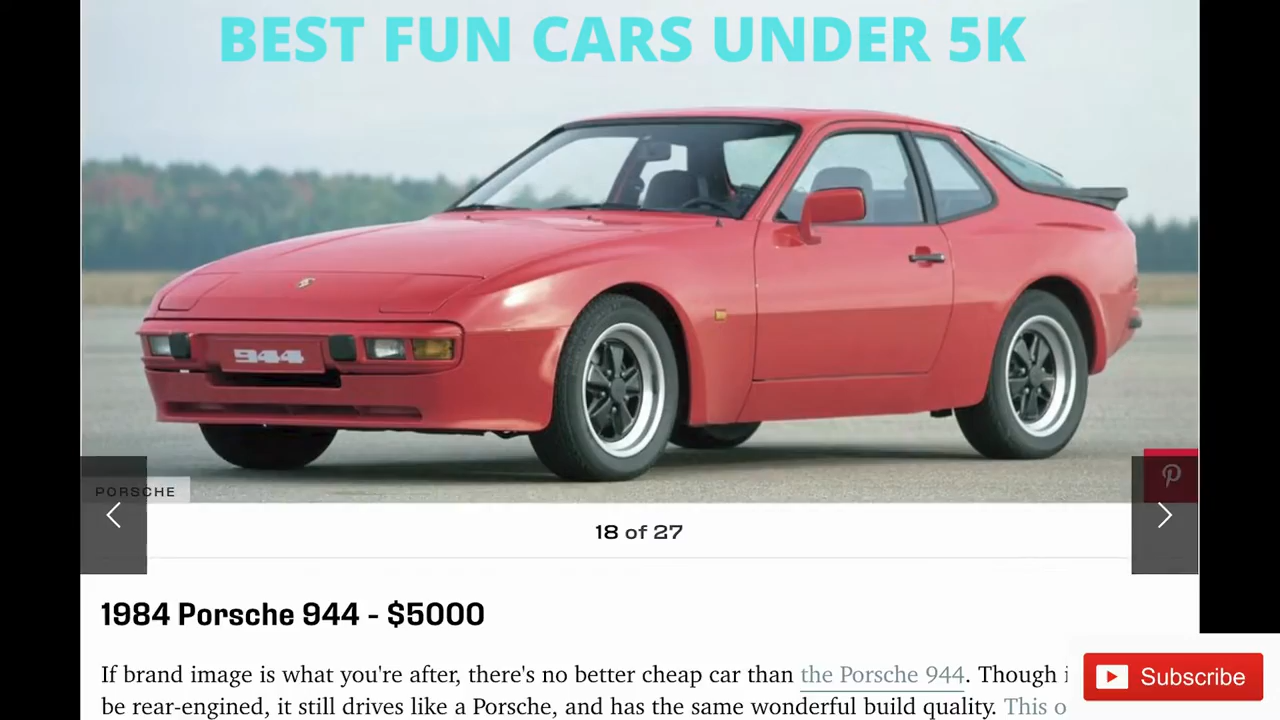 BEST FUN CARS UNDER 5K
944
PORSCHE
18 of 27
1984 Porsche 944 - $5000
If brand image is what you're after, there's no better cheap car than the Porsche 944. Though
be rear-engined, it still drives like a Porsche, and has the same wonderful build quality. This
Subscribe